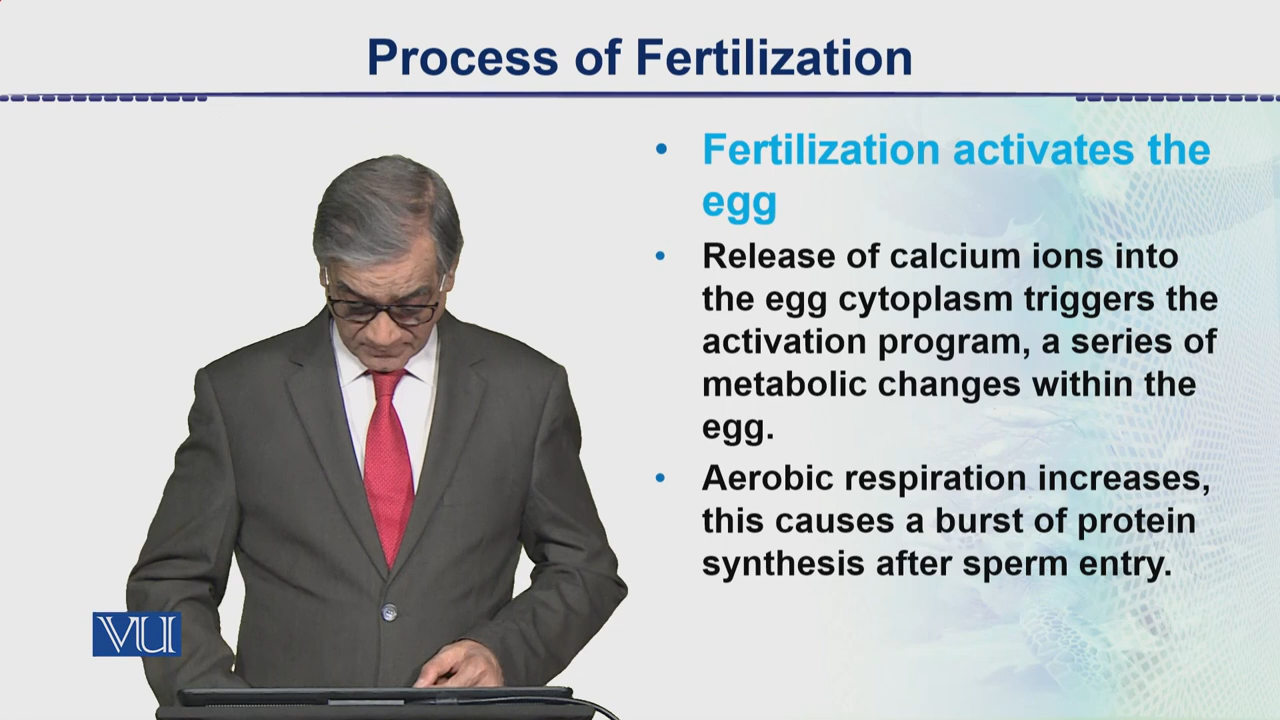 Process of Fertilization
• Fertilization activates the
egg
• Release of calcium ions into
the egg cytoplasm triggers the
activation program, a series of
metabolic changes within the
egg.
• Aerobic respiration increases,
this causes a burst of protein
synthesis after sperm entry.
VU